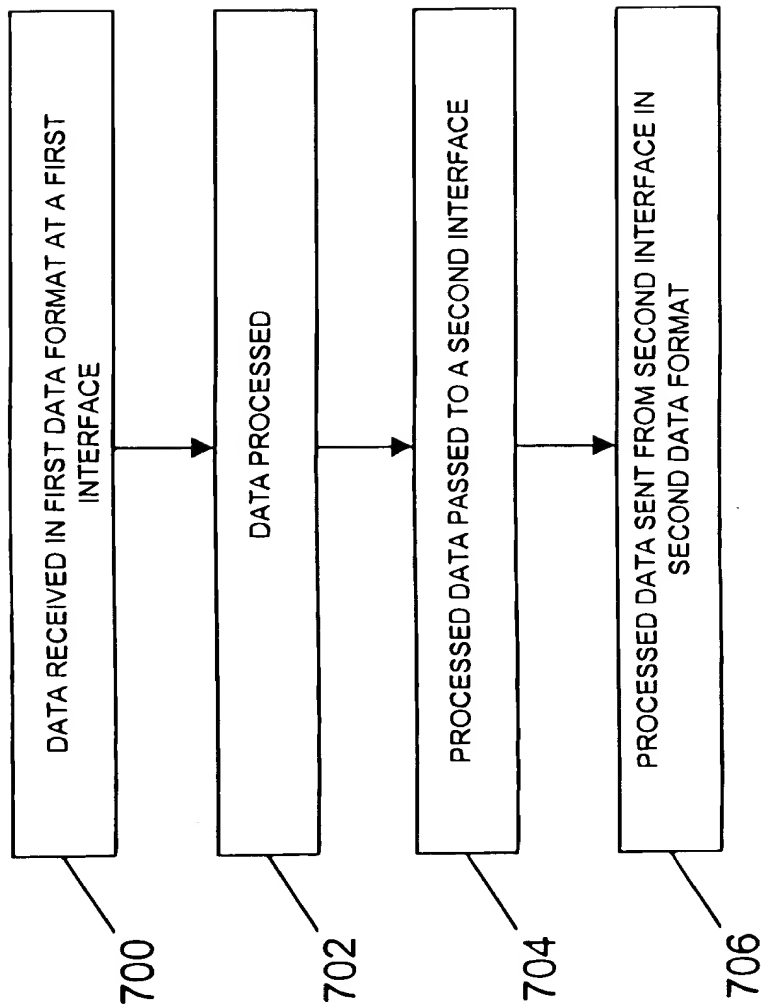 DATA RECEIVED IN FIRST DATA FORMAT AT A FIRST
INTERFACE
700
DATA PROCESSED
702
PROCESSED DATA PASSED TO A SECOND INTERFACE
704
PROCESSED DATA SENT FROM SECOND INTERFACE IN
SECOND DATA FORMAT
706